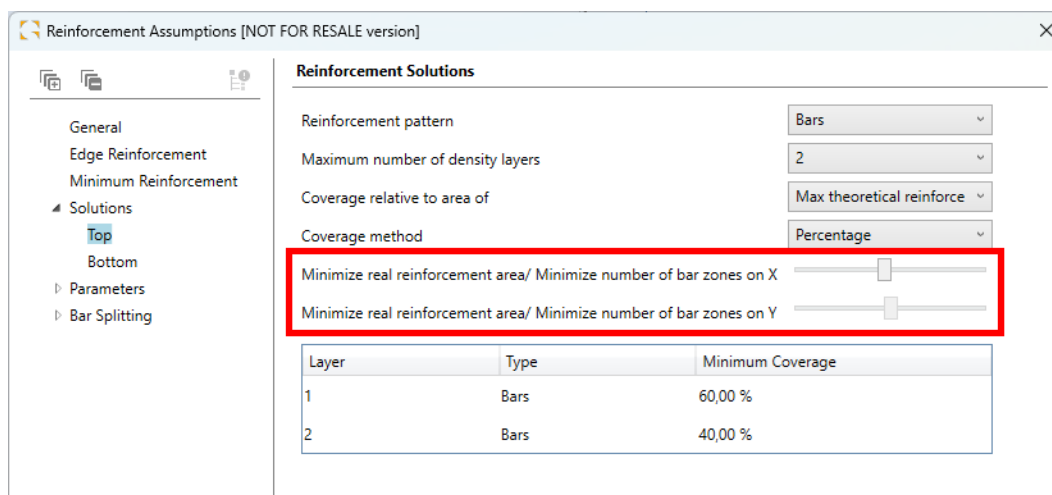 Reinforcement Assumptions [NOT FOR RESALE version]
General
Edge Reinforcement
Minimum Reinforcement
Solutions
Top
Bottom
Parameters
Bar Splitting
Reinforcement Solutions
Reinforcement pattern
Bars
Maximum number of density layers
2
Coverage relative to area of
Max theoretical reinforce
Coverage method
Percentage
Minimize real reinforcement area/ Minimize number of bar zones on X
Minimize real reinforcement area/ Minimize number of bar zones on Y
Layer Type Minimum Coverage
1 Bars 60,00 %
2 Bars 40,00 %